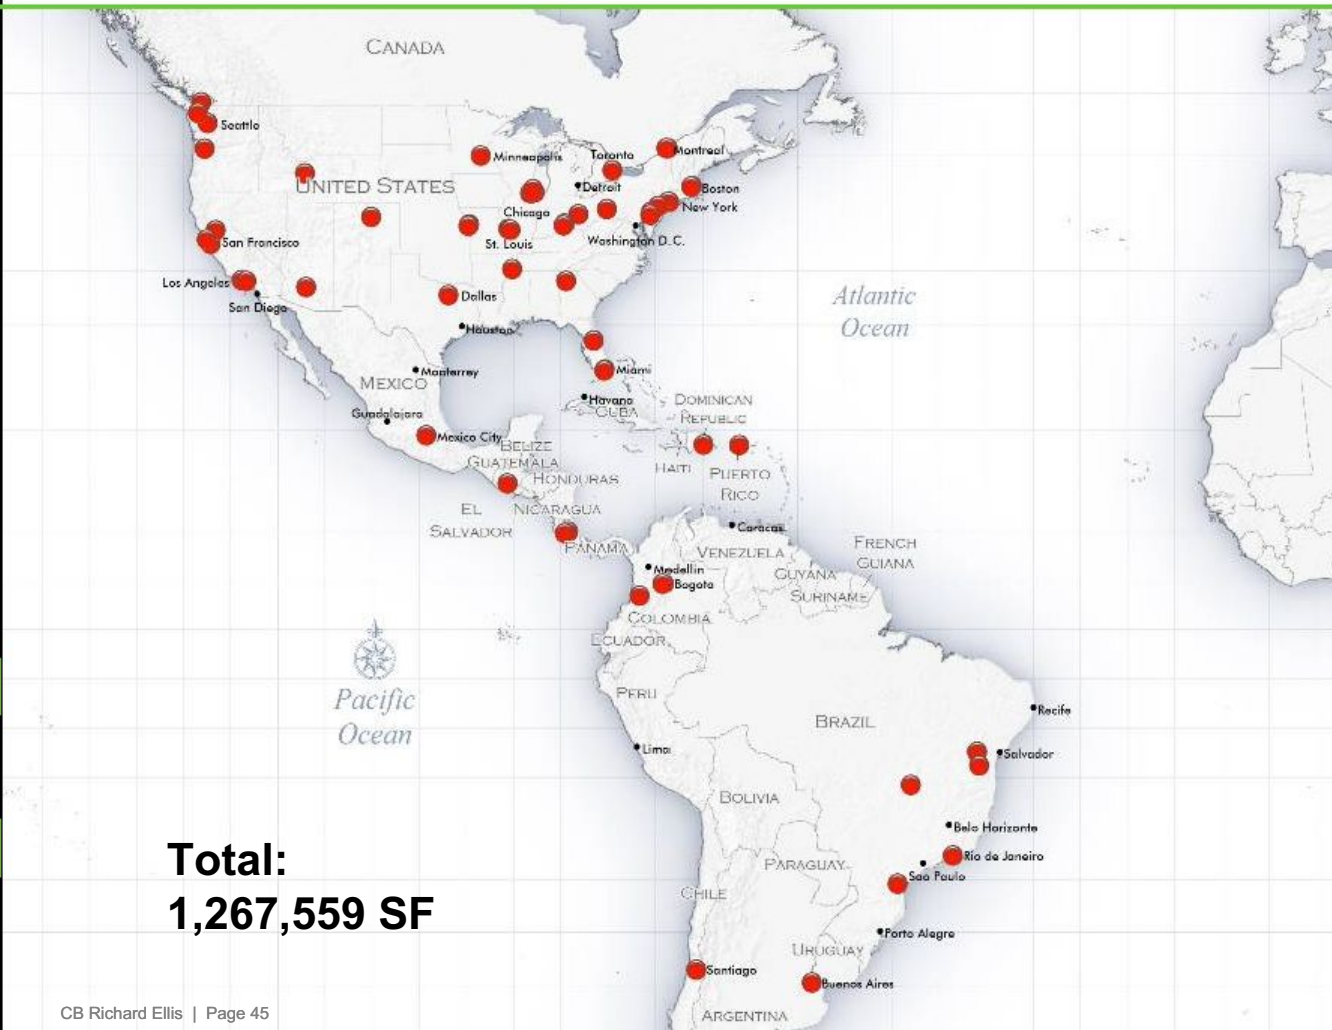 CANADA
Seattle
Minneapolis
Toronto
Montreal
UNITED STATES
Detroit
Boston
Chicago
New York
San Francisco
St. Louis
Washington D.C.
Los Angeles
San Diego
Dallas
Houston
Atlantic
Ocean
Monterrey
Miami
MEXICO
Havana
CUBA
DOMINICAN
REPUBLIC
Guadalajara
Mexico City
BELIZE
GUATEMALA
HONDURAS
HAITI
PUERTO
RICO
EL
SALVADOR
NICARAGUA
PANAMA
Caracas
VENEZUELA
FRENCH
GUIANA
Medellin
Bogota
GUYANA
SURINAME
COLOMBIA
ECUADOR
Pacific
Ocean
PERU
BRAZIL
Recife
Lima
Salvador
BOLIVIA
Belo Horizonte
Rio de Janeiro
PARAGUAY
Sao Paulo
CHILE
Total:
1,267,559 SF
Porto Alegre
URUGUAY
Santiago
Buenos Aires
ARGENTINA
CB Richard Ellis | Page 45